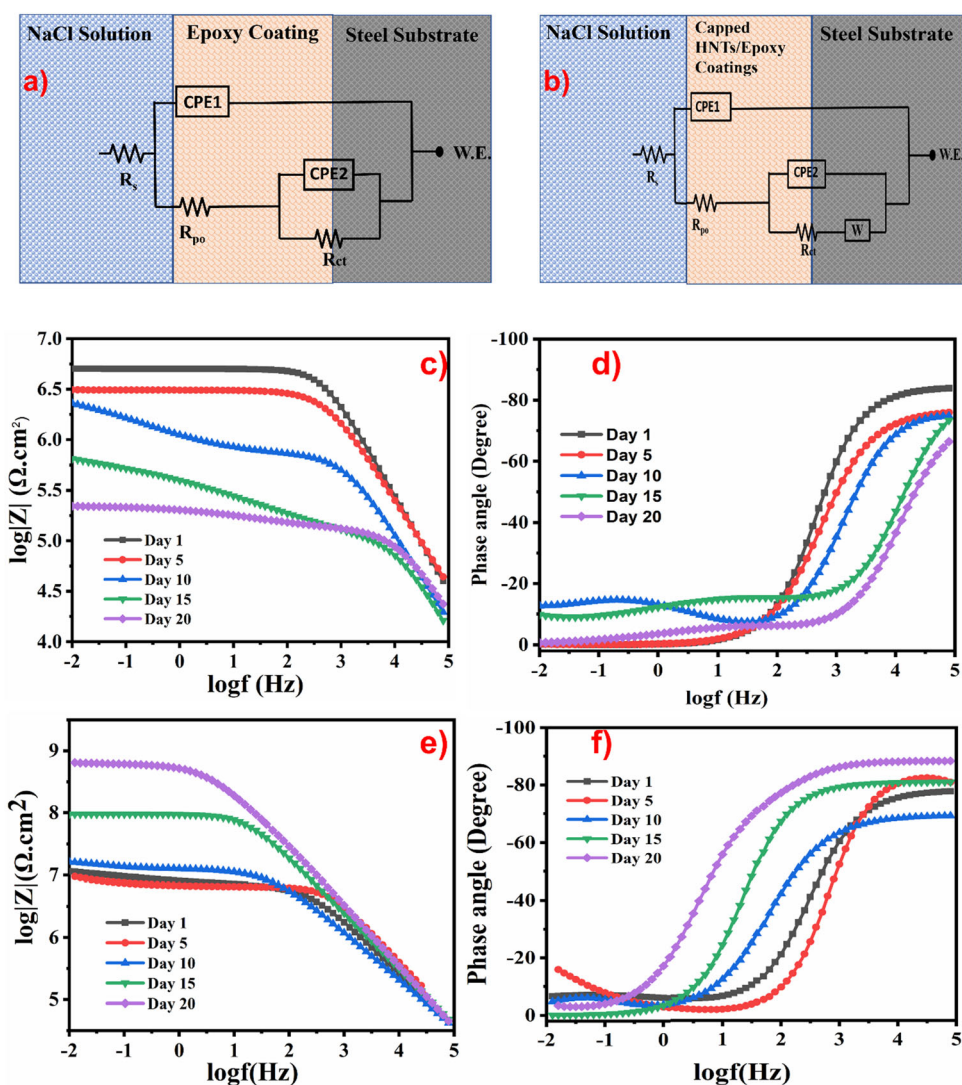 NaCl Solution
Epoxy Coating
Steel Substrate
a)
CPE1
W.E.
Rs
CPE2
Rpo
Rct
NaCl Solution
Capped
HNTs/Epoxy
Coatings
Steel Substrate
b)
CPE1
W.E.
Rs
CPE2
Rpo
Rct
W
c)
log|Z| (Ω.cm²)
7.0
6.5
6.0
5.5
5.0
4.5
4.0
Day 1
Day 5
Day 10
Day 15
Day 20
-2 -1 0 1 2 3 4 5
logf (Hz)
d)
Phase angle (Degree)
-100
-80
-60
-40
-20
0
Day 1
Day 5
Day 10
Day 15
Day 20
-2 -1 0 1 2 3 4 5
logf (Hz)
e)
log|Z|(Ω.cm²)
9
8
7
6
5
Day 1
Day 5
Day 10
Day 15
Day 20
-2 -1 0 1 2 3 4 5
logf(Hz)
f)
Phase angle (Degree)
-100
-80
-60
-40
-20
0
Day 1
Day 5
Day 10
Day 15
Day 20
-2 -1 0 1 2 3 4 5
logf(Hz)